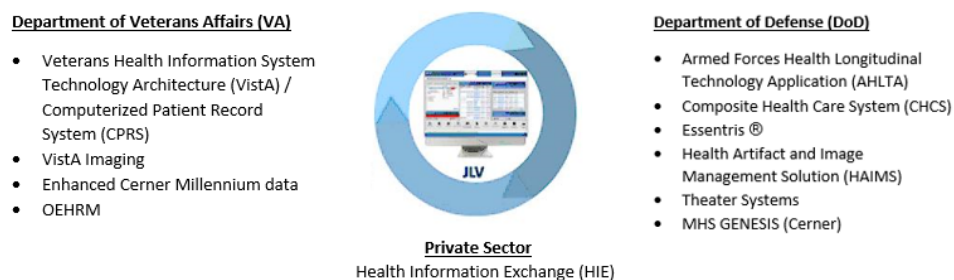 Department of Veterans Affairs (VA)
• Veterans Health Information System
Technology Architecture (VistA) /
Computerized Patient Record
System (CPRS)
• VistA Imaging
• Enhanced Cerner Millennium data
• OEHRM
JLV
Private Sector
Health Information Exchange (HIE)
Department of Defense (DoD)
• Armed Forces Health Longitudinal
Technology Application (AHLTA)
• Composite Health Care System (CHCS)
• Essentris ®
• Health Artifact and Image
Management Solution (HAIMS)
• Theater Systems
• MHS GENESIS (Cerner)